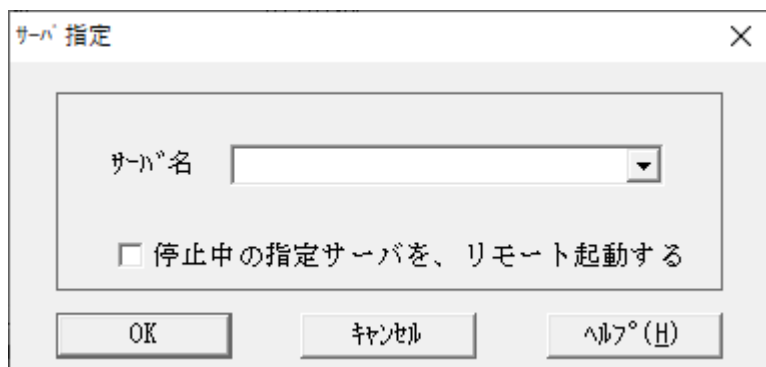 ｻｰﾊﾞ指定
ｻｰﾊﾞ名
停止中の指定サーバを、リモート起動する
OK
ｷｬﾝｾﾙ
ﾍﾙﾌﾟ(H)